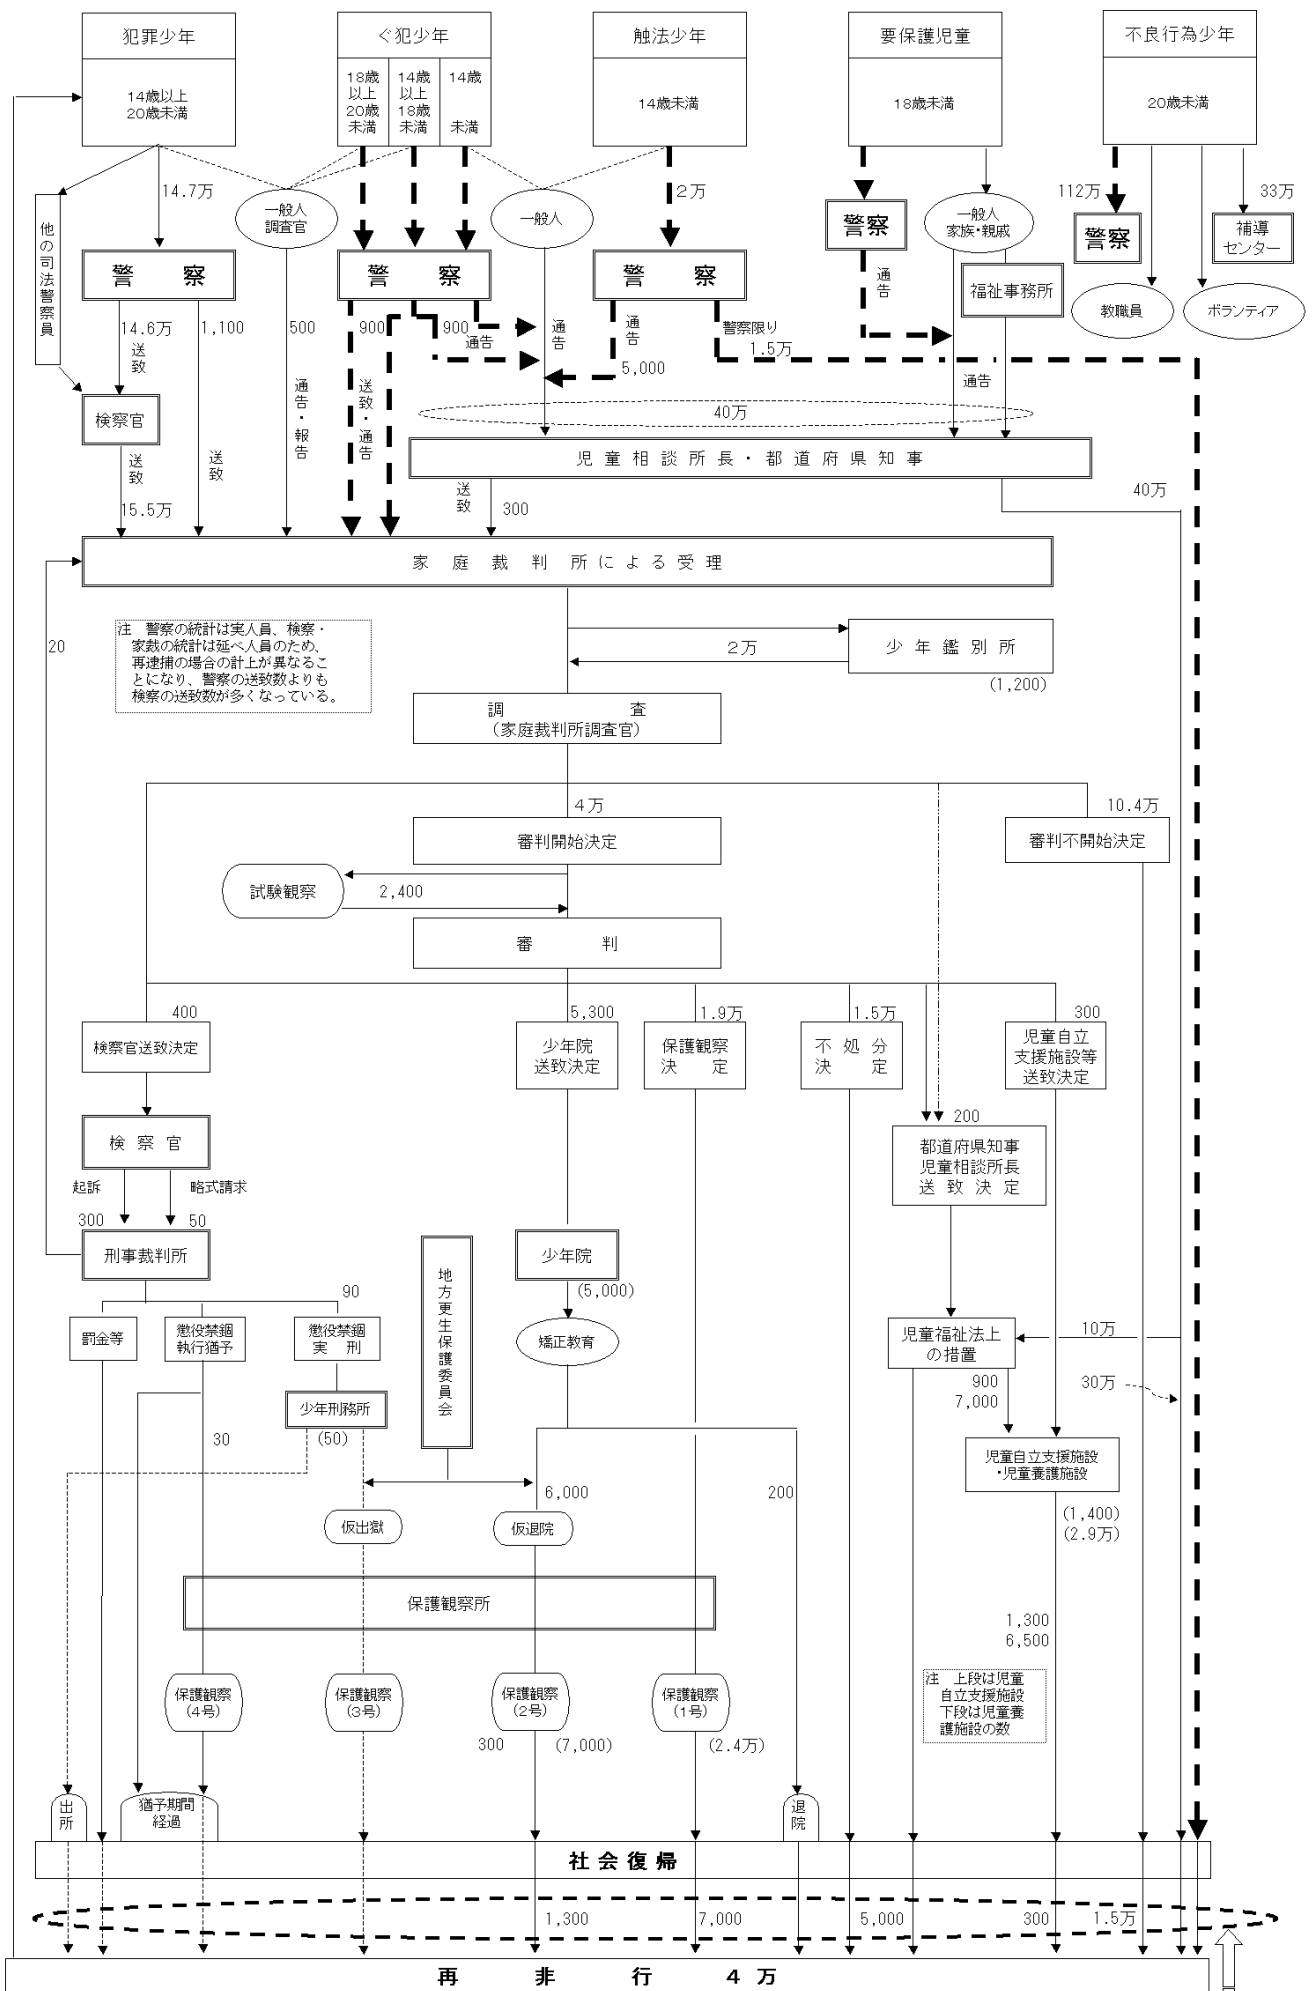 犯罪少年
14歳以上
20歳未満
ぐ犯少年
18歳
以上
20歳
未満
14歳
以上
18歳
未満
14歳
未満
触法少年
14歳未満
要保護児童
18歳未満
不良行為少年
20歳未満
他の司法警察員
14.7万
一般人
調査官
一般人
2万
警察
一般人
家族・親戚
112万
警察
33万
補導
センター
警　察
警　察
警　察
通告
福祉事務所
教職員
ボランティア
14.6万
送致
1,100
500
900
900
通告
通告
通告
5,000
警察限り
1.5万
通告
検察官
送致
15.5万
送致
通告・報告
送致・通告
40万
児童相談所長・都道府県知事
送致
300
40万
家庭裁判所による受理
20
注　警察の統計は実人員、検察・
家裁の統計は延べ人員のため、
再逮捕の場合の計上が異なるこ
とになり、警察の送致数よりも
検察の送致数が多くなっている。
2万
少年鑑別所
(1,200)
調　査
(家庭裁判所調査官)
4万
10.4万
審判開始決定
審判不開始決定
試験観察
2,400
審　判
400
5,300
1.9万
1.5万
300
検察官送致決定
少年院
送致決定
保護観察
決　定
不処分
決　定
児童自立
支援施設等
送致決定
200
検察官
都道府県知事
児童相談所長
送致決定
起訴
略式請求
300
50
刑事裁判所
地方更生保護委員会
少年院
(5,000)
90
罰金等
懲役禁錮
執行猶予
懲役禁錮
実　刑
矯正教育
児童福祉法上
の措置
10万
900
7,000
30万
少年刑務所
(50)
30
児童自立支援施設
・児童養護施設
6,000
200
(1,400)
(2.9万)
仮出獄
仮退院
保護観察所
1,300
6,500
保護観察
(4号)
保護観察
(3号)
保護観察
(2号)
保護観察
(1号)
注　上段は児童
自立支援施設
下段は児童養
護施設の数
300
(7,000)
(2.4万)
出所
猶予期間
経過
退院
社会復帰
1,300
7,000
5,000
300
1.5万
再　非　行　4　万